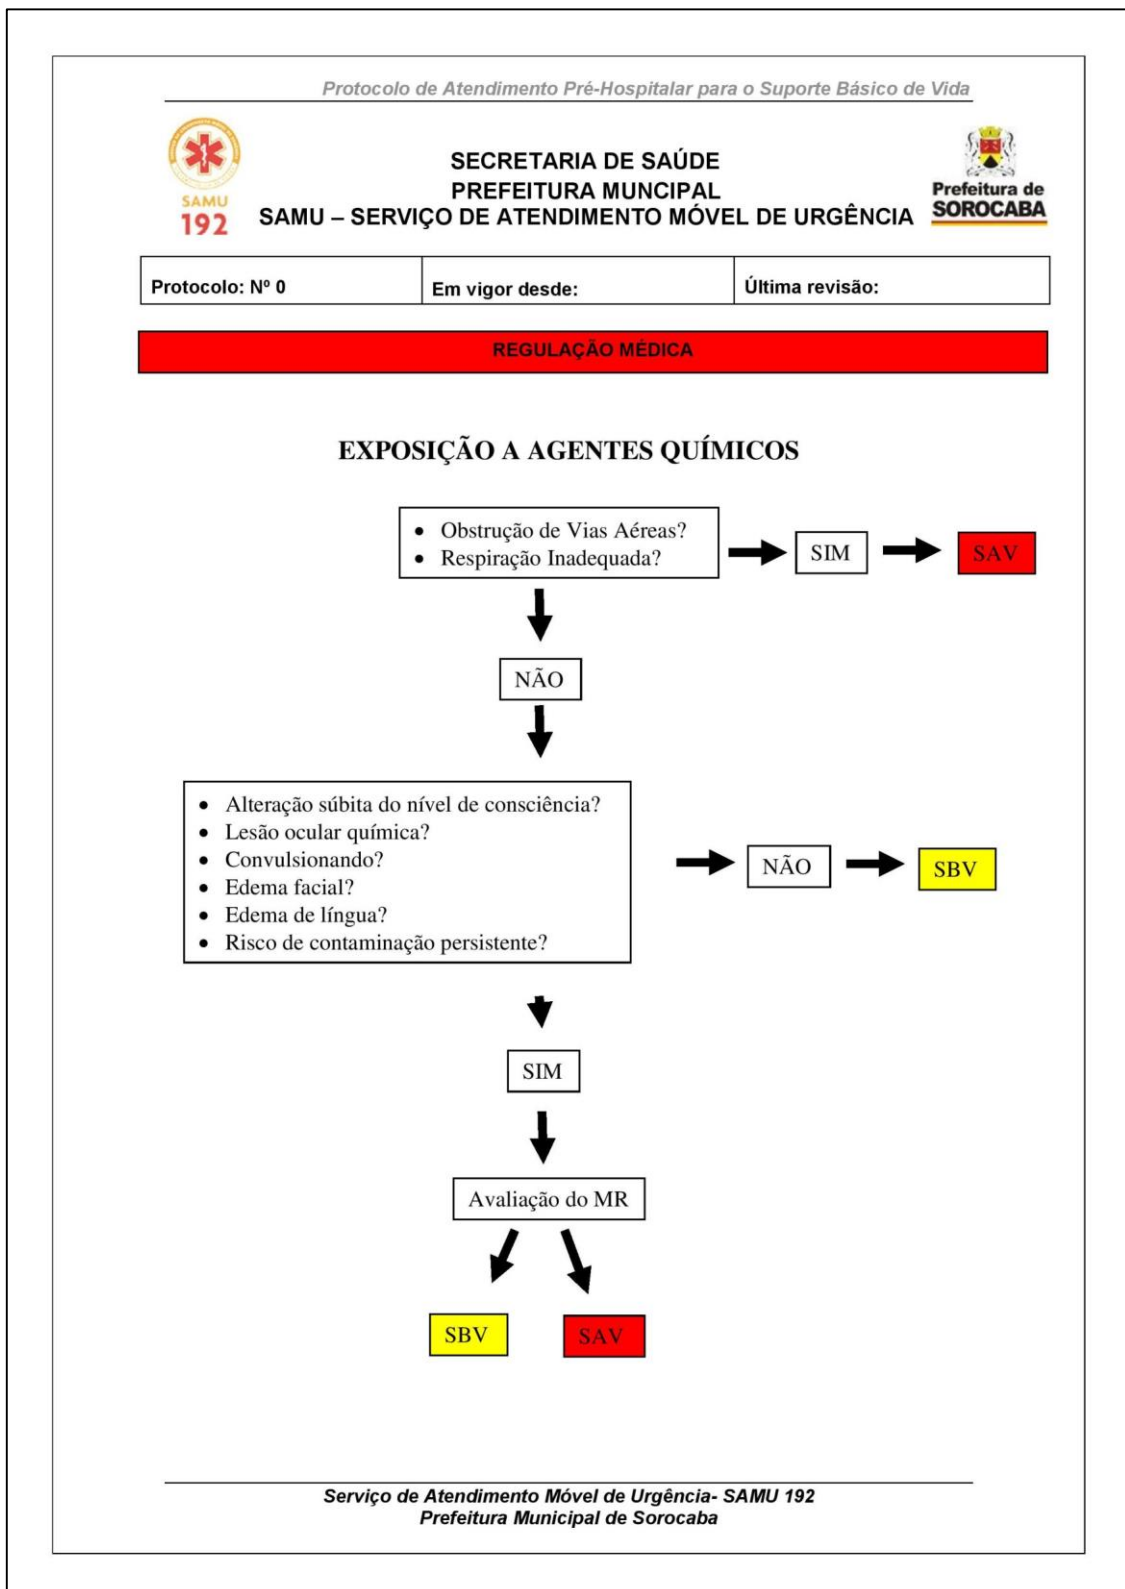 Protocolo de Atendimento Pré-Hospitalar para o Suporte Básico de Vida
SAMU
192
SECRETARIA DE SAÚDE
PREFEITURA MUNCIPAL
SAMU – SERVIÇO DE ATENDIMENTO MÓVEL DE URGÊNCIA
Prefeitura de
SOROCABA
Protocolo: Nº 0
Em vigor desde:
Última revisão:
REGULAÇÃO MÉDICA
EXPOSIÇÃO A AGENTES QUÍMICOS
• Obstrução de Vias Aéreas?
• Respiração Inadequada?
SIM
SAV
NÃO
• Alteração súbita do nível de consciência?
• Lesão ocular química?
• Convulsionando?
• Edema facial?
• Edema de língua?
• Risco de contaminação persistente?
NÃO
SBV
SIM
Avaliação do MR
SBV
SAV
Serviço de Atendimento Móvel de Urgência- SAMU 192
Prefeitura Municipal de Sorocaba